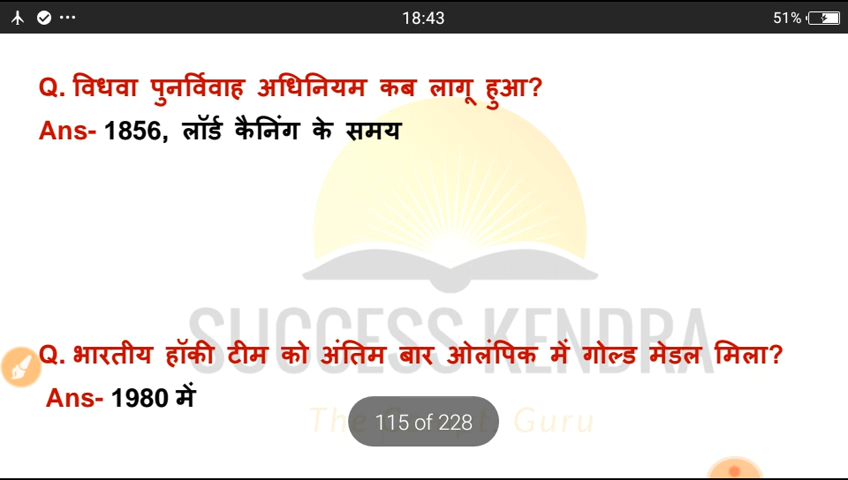 18:43
51%
Q. विधवा पुनर्विवाह अधिनियम कब लागू हुआ?
Ans- 1856, लॉर्ड कैनिंग के समय
SUCCESS KENDRA
Q. भारतीय हॉकी टीम को अंतिम बार ओलंपिक में गोल्ड मेडल मिला?
Ans- 1980 में
115 of 228
Guru